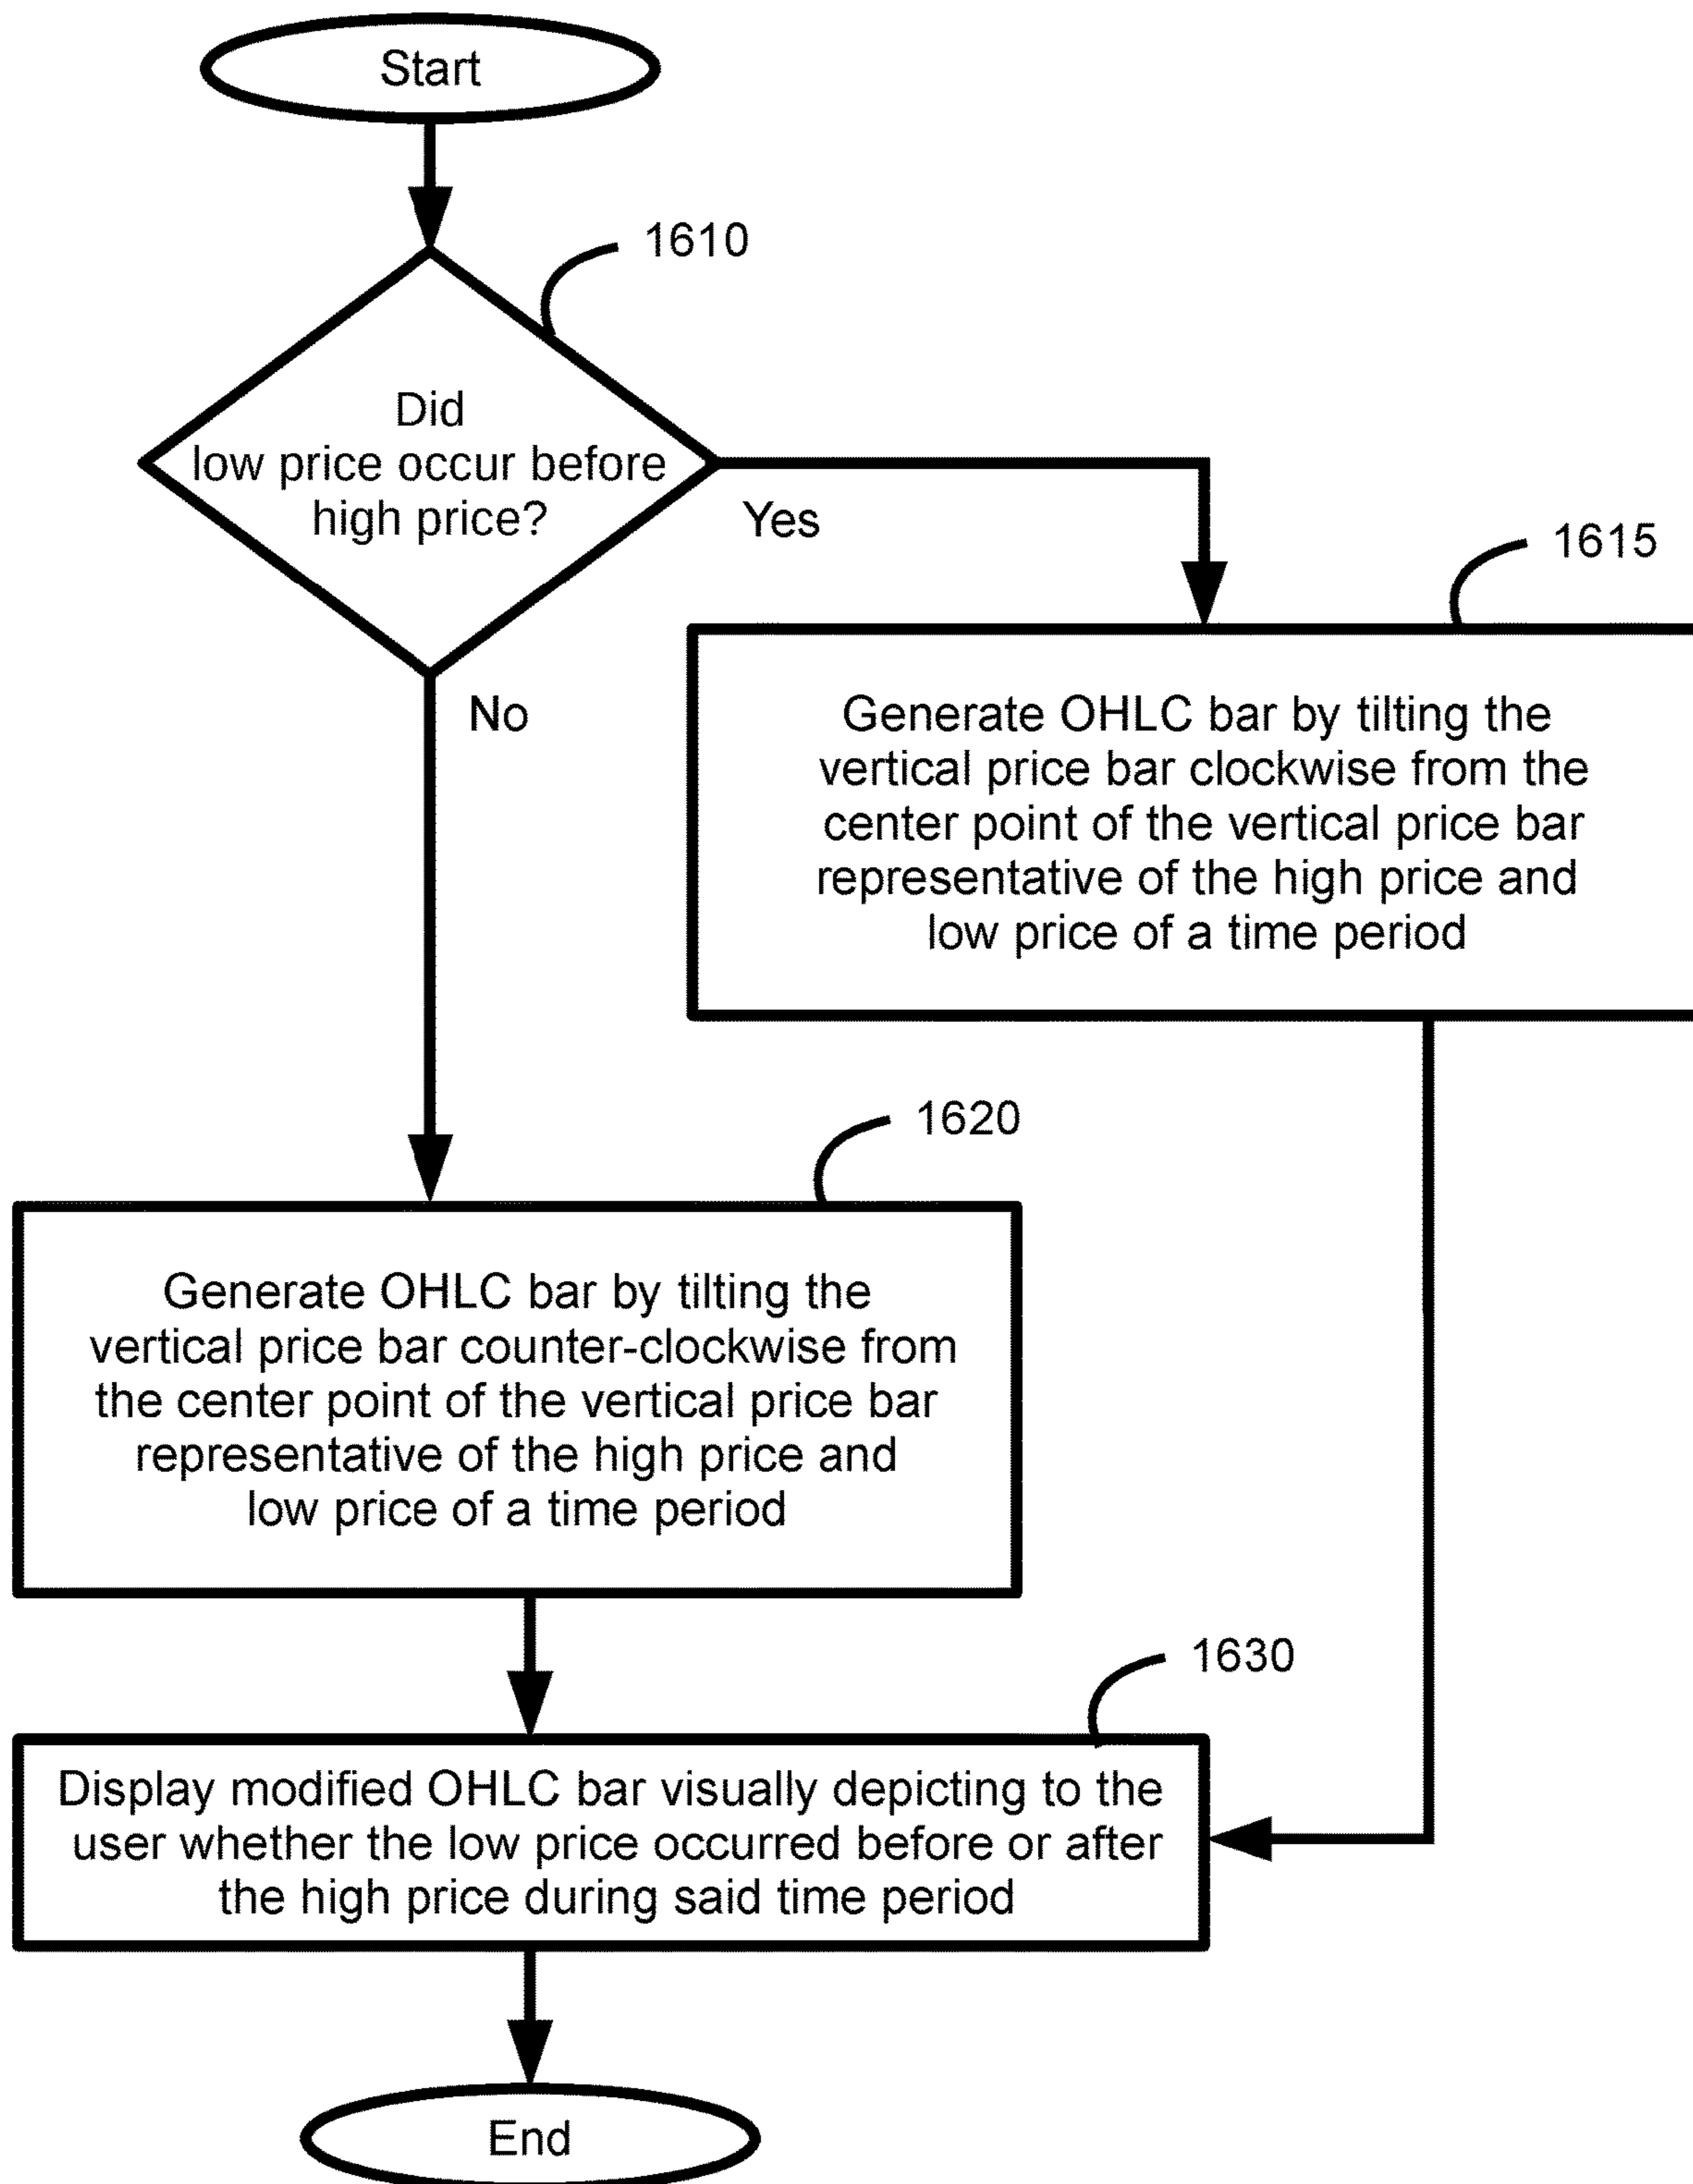 Start
1610
Did
low price occur before
high price?
Yes
1615
Generate OHLC bar by tilting the
vertical price bar clockwise from the
center point of the vertical price bar
representative of the high price and
low price of a time period
No
1620
Generate OHLC bar by tilting the
vertical price bar counter-clockwise from
the center point of the vertical price bar
representative of the high price and
low price of a time period
1630
Display modified OHLC bar visually depicting to the
user whether the low price occurred before or after
the high price during said time period
End